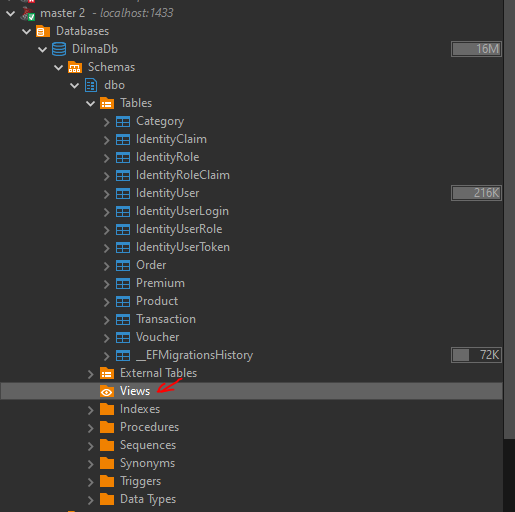 master 2 - localhost:1433
Databases
DilmaDb 16M
Schemas
dbo
Tables
Category
IdentityClaim
IdentityRole
IdentityRoleClaim
IdentityUser 216K
IdentityUserLogin
IdentityUserRole
IdentityUserToken
Order
Premium
Product
Transaction
Voucher
__EFMigrationsHistory 72K
External Tables
Views
Indexes
Procedures
Sequences
Synonyms
Triggers
Data Types